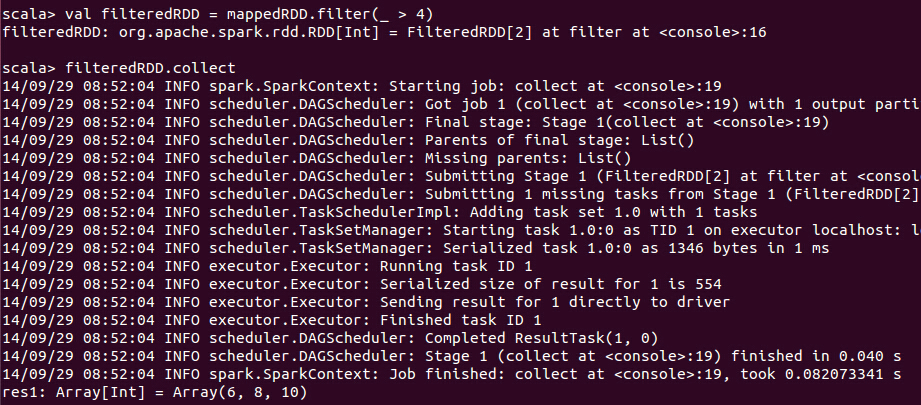 scala> val filteredRDD = mappedRDD.filter(_ > 4)
filteredRDD: org.apache.spark.rdd.RDD[Int] = FilteredRDD[2] at filter at <console>:16
scala> filteredRDD.collect
14/09/29 08:52:04 INFO spark.SparkContext: Starting job: collect at <console>:19
14/09/29 08:52:04 INFO scheduler.DAGScheduler: Got job 1 (collect at <console>:19) with 1 output parti
14/09/29 08:52:04 INFO scheduler.DAGScheduler: Final stage: Stage 1(collect at <console>:19)
14/09/29 08:52:04 INFO scheduler.DAGScheduler: Parents of final stage: List()
14/09/29 08:52:04 INFO scheduler.DAGScheduler: Missing parents: List()
14/09/29 08:52:04 INFO scheduler.DAGScheduler: Submitting Stage 1 (FilteredRDD[2] at filter at <conso
14/09/29 08:52:04 INFO scheduler.DAGScheduler: Submitting 1 missing tasks from Stage 1 (FilteredRDD[2]
14/09/29 08:52:04 INFO scheduler.TaskSchedulerImpl: Adding task set 1.0 with 1 tasks
14/09/29 08:52:04 INFO scheduler.TaskSetManager: Starting task 1.0:0 as TID 1 on executor localhost:
14/09/29 08:52:04 INFO scheduler.TaskSetManager: Serialized task 1.0:0 as 1346 bytes in 1 ms
14/09/29 08:52:04 INFO executor.Executor: Running task ID 1
14/09/29 08:52:04 INFO executor.Executor: Serialized size of result for 1 is 554
14/09/29 08:52:04 INFO executor.Executor: Sending result for 1 directly to driver
14/09/29 08:52:04 INFO executor.Executor: Finished task ID 1
14/09/29 08:52:04 INFO scheduler.DAGScheduler: Completed ResultTask(1, 0)
14/09/29 08:52:04 INFO scheduler.DAGScheduler: Stage 1 (collect at <console>:19) finished in 0.040 s
14/09/29 08:52:04 INFO spark.SparkContext: Job finished: collect at <console>:19, took 0.082073341 s
res1: Array[Int] = Array(6, 8, 10)